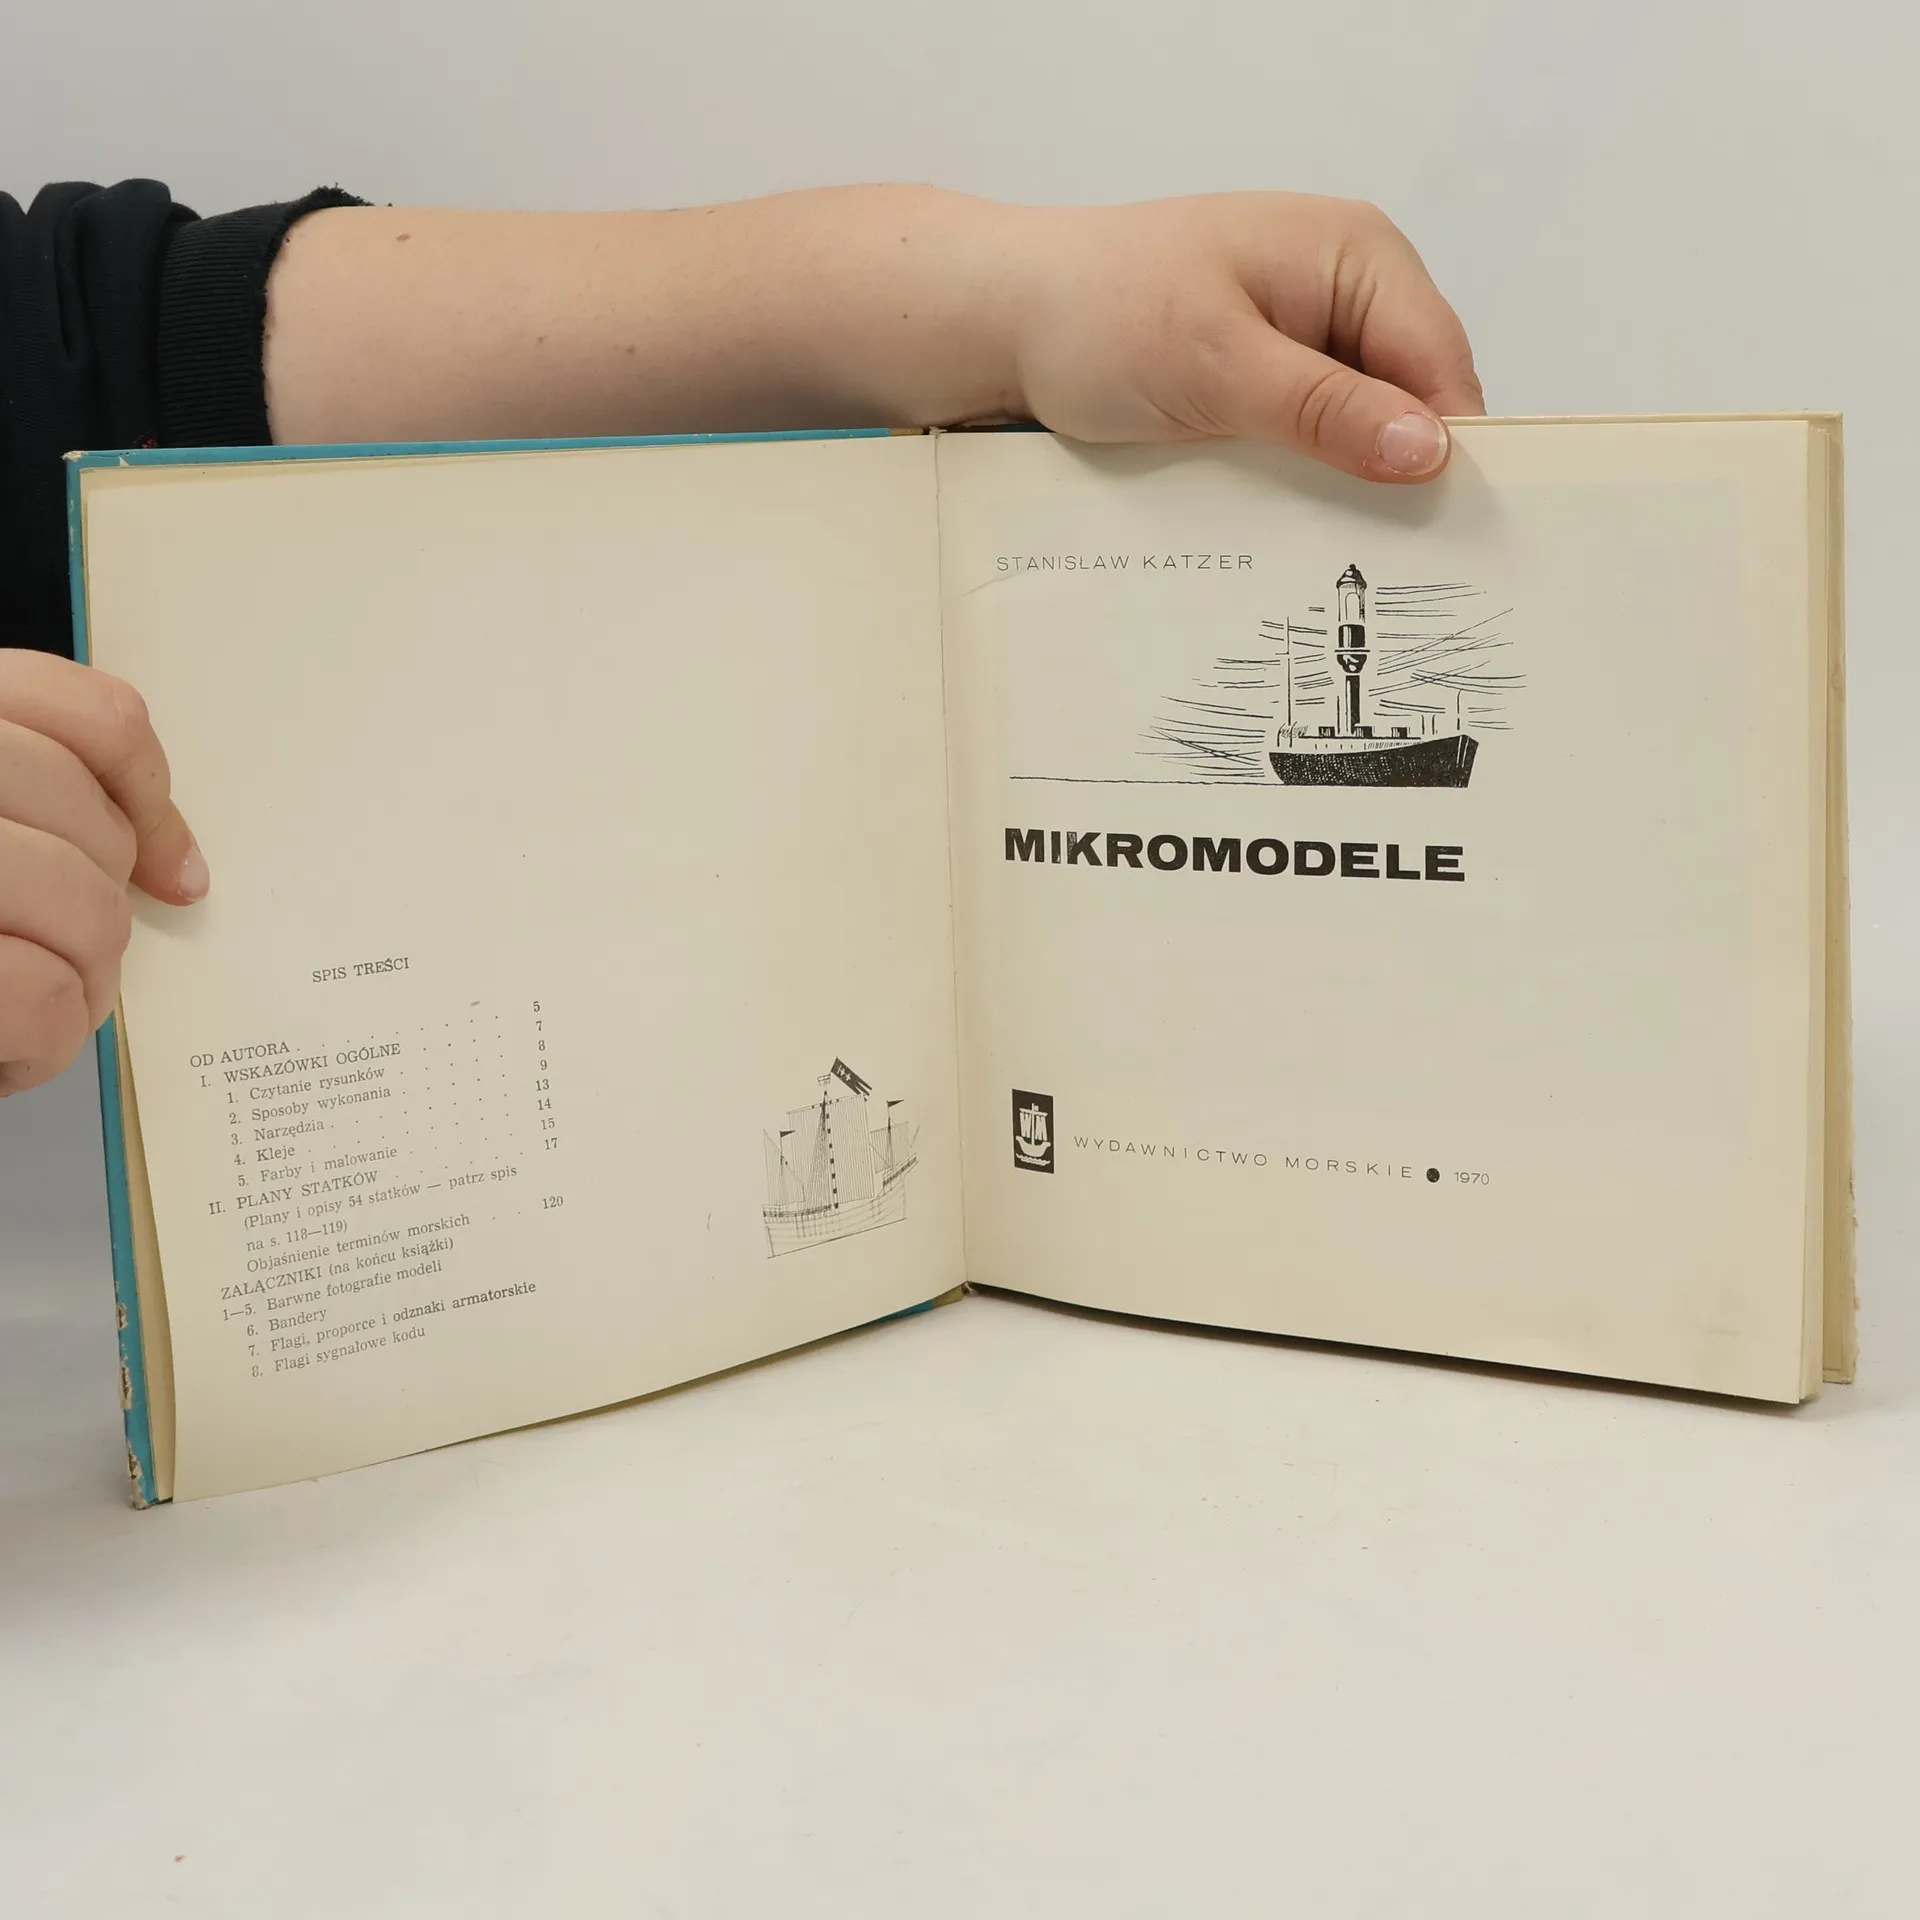 SPIS TREŚCI
OD AUTORA . . . . . . . . . 5
I. WSKAZÓWKI OGÓLNE . . . . 7
1. Czytanie rysunków . . . . . 8
2. Sposoby wykonania . . . . . 9
3. Narzędzia . . . . . . . . 13
4. Kleje . . . . . . . . . 14
5. Farby i malowanie . . . . . 15
II. PLANY STATKÓW . . . . . . 17
(Plany i opisy 54 statków — patrz spis
na s. 118—119)
Objaśnienie terminów morskich . . 120
ZAŁĄCZNIKI (na końcu książki)
1—5. Barwne fotografie modeli
6. Bandery
7. Flagi, proporce i odznaki armatorskie
8. Flagi sygnałowe kodu
STANISŁAW KATZER
MIKROMODELE
WM
WYDAWNICTWO MORSKIE ● 1970